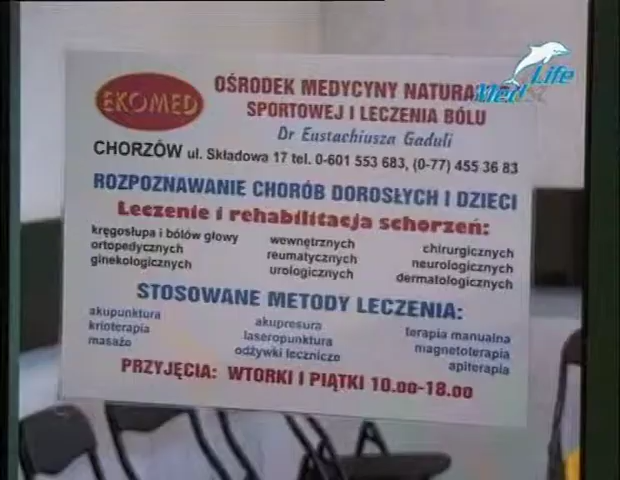 EKOMED
OŚRODEK MEDYCYNY
SPORTOWEJ I LECZENIA BÓLU
Dr Eustachiusza Gaduli
CHORZÓW ul. Składowa 17 tel. 0-601 553 683, (0-77) 455 36 83
ROZPOZNAWANIE CHORÓB DOROSŁYCH I DZIECI
Leczenie i rehabilitacja schorzeń:
kręgosłupa i bólów głowy
ortopedycznych
ginekologicznych
wewnętrznych
reumatycznych
urologicznych
chirurgicznych
neurologicznych
dermatologicznych
STOSOWANE METODY LECZENIA:
akupunktura
krioterapia
masaże
akupresura
laseropunktura
odżywki lecznicze
terapia manualna
magnetoterapia
apiterapia
PRZYJĘCIA: WTORKI I PIĄTKI 10.00-18.00
Life
Med